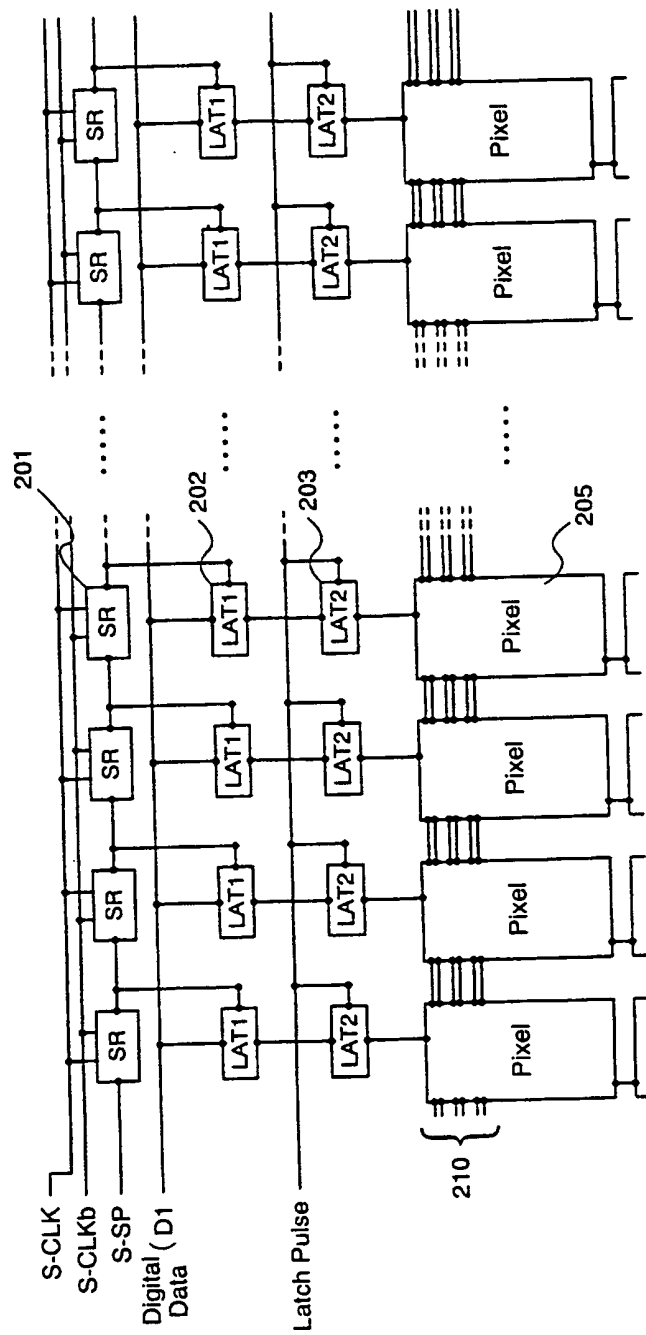 S-CLK
S-CLKb
S-SP
Digital Data ( D1
Latch Pulse
201
202
203
205
210
SR SR SR SR SR SR
LAT1 LAT1 LAT1 LAT1 LAT1 LAT1
LAT2 LAT2 LAT2 LAT2 LAT2 LAT2
Pixel Pixel Pixel Pixel Pixel Pixel